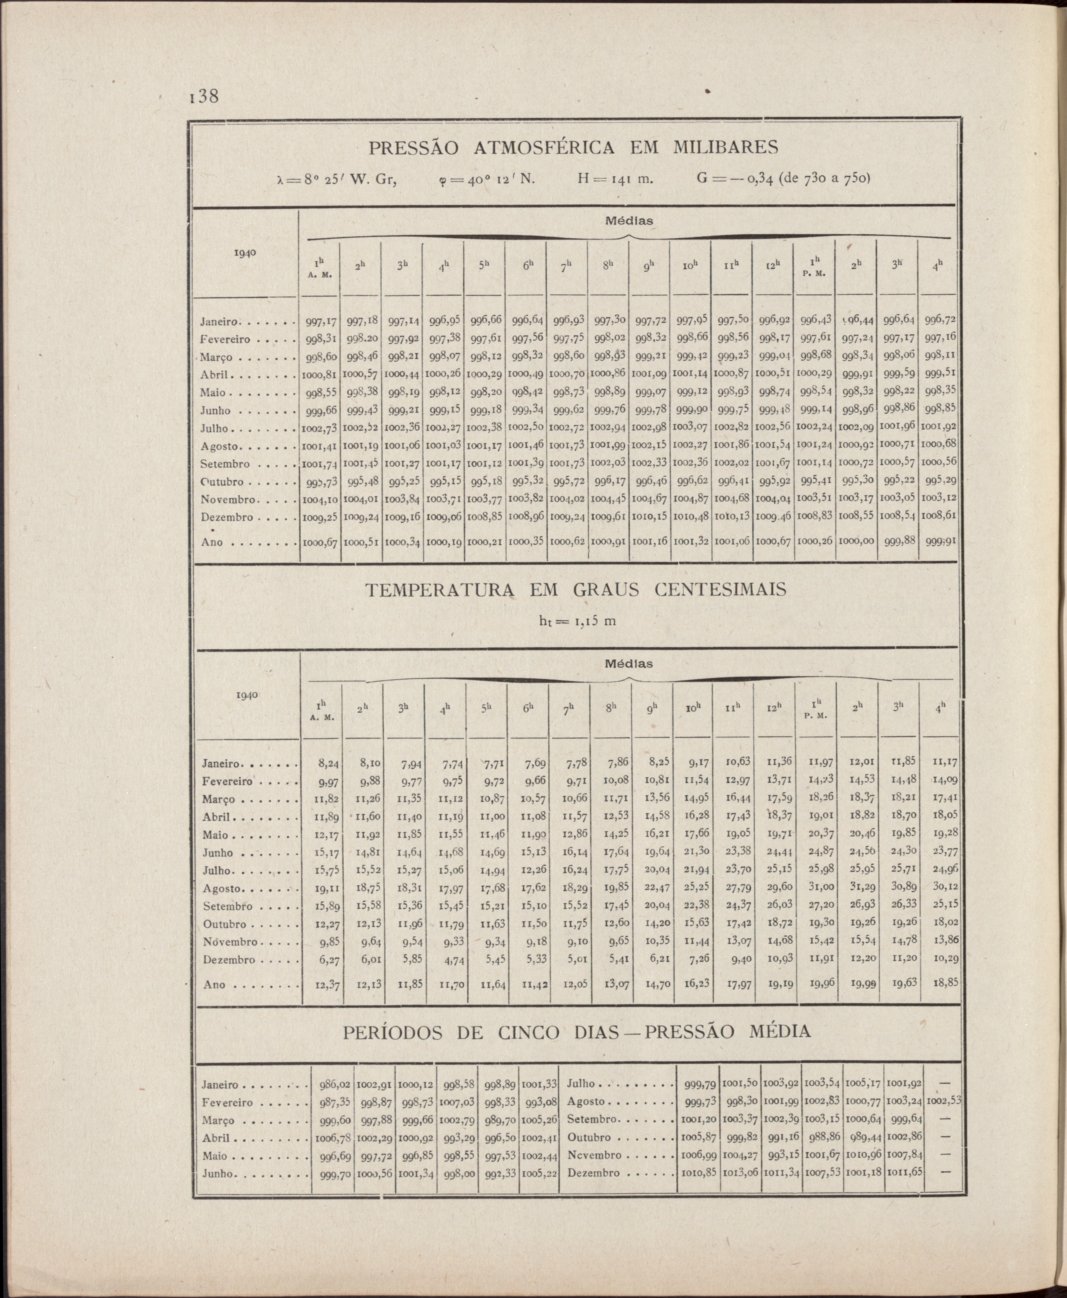 138
PRESSÃO ATMOSFÉRICA EM MILIBARES
λ = 8° 25′ W. Gr, φ = 40° 12′ N. H = 141 m. G = — 0,34 (de 730 a 750)
Médias
1940 1h A. M. 2h 3h 4h 5h 6h 7h 8h 9h 10h 11h 12h 1h P. M. 2h 3h 4h
Janeiro. . . . . . . 997,17 997,18 997,14 996,95 996,66 996,64 996,93 997,30 997,72 997,95 997,50 996,92 996,43 996,44 996,64 996,72
Fevereiro . . . . . 998,31 998.20 997,92 997,38 997,61 997,56 997,75 998,02 998,32 998,66 998,56 998,17 997,61 997,24 997,17 997,16
Março . . . . . . . 998,60 998,46 998,21 998,07 998,12 998,32 998,60 998,93 999,21 999,42 999,23 999,04 998,68 998,34 998,06 998,11
Abril. . . . . . . . 1000,81 1000,57 1000,44 1000,26 1000,29 1000,49 1000,70 1000,86 1001,09 1001,14 1000,87 1000,51 1000,29 999,91 999,59 999,51
Maio . . . . . . . . 998,55 998,38 998,19 998,12 998,20 998,42 998,73 998,89 999,07 999,12 998,93 998,74 998,54 998,32 998,22 998,35
Junho . . . . . . . 999,66 999,43 999,21 999,15 999,18 999,34 999,62 999,76 999,78 999,90 999,75 999,48 999,14 998,96 998,86 998,85
Julho. . . . . . . . 1002,73 1002,52 1002,36 1002,27 1002,38 1002,50 1002,72 1002,94 1002,98 1003,07 1002,82 1002,56 1002,24 1002,09 1001,96 1001,92
Agosto. . . . . . . 1001,41 1001,19 1001,06 1001,03 1001,17 1001,46 1001,73 1001,99 1002,15 1002,27 1001,86 1001,54 1001,24 1000,92 1000,71 1000,68
Setembro . . . . . 1001,74 1001,45 1001,27 1001,17 1001,12 1001,39 1001,73 1002,03 1002,33 1002,36 1002,02 1001,67 1001,14 1000,72 1000,57 1000,56
Outubro . . . . . . 995,73 995,48 995,25 995,15 995,18 995,32 995,72 996,17 996,46 996,62 996,41 995,92 995,41 995,30 995,22 995,29
Novembro. . . . . 1004,10 1004,01 1003,84 1003,71 1003,77 1003,82 1004,02 1004,45 1004,67 1004,87 1004,68 1004,04 1003,51 1003,17 1003,05 1003,12
Dezembro . . . . . 1009,25 1009,24 1009,16 1009,06 1008,85 1008,96 1009,24 1009,61 1010,15 1010,48 1010,13 1009.46 1008,83 1008,55 1008,54 1008,61
Ano . . . . . . . . 1000,67 1000,51 1000,34 1000,19 1000,21 1000,35 1000,62 1000,91 1001,16 1001,32 1001,06 1000,67 1000,26 1000,00 999,88 999,91
TEMPERATURA EM GRAUS CENTESIMAIS
ht = 1,15 m
Médias
1940 1h A. M. 2h 3h 4h 5h 6h 7h 8h 9h 10h 11h 12h 1h P. M. 2h 3h 4h
Janeiro. . . . . . . 8,24 8,10 7,94 7,74 7,71 7,69 7,78 7,86 8,25 9,17 10,63 11,36 11,97 12,01 11,85 11,17
Fevereiro . . . . . 9,97 9,88 9,77 9,75 9,72 9,66 9,71 10,08 10,81 11,54 12,97 13,71 14,23 14,53 14,48 14,09
Março . . . . . . . 11,82 11,26 11,35 11,12 10,87 10,57 10,66 11,71 13,56 14,95 16,44 17,59 18,26 18,37 18,21 17,41
Abril. . . . . . . . 11,89 11,60 11,40 11,19 11,00 11,08 11,57 12,53 14,58 16,28 17,43 18,37 19,01 18,82 18,70 18,05
Maio . . . . . . . . 12,17 11,92 11,85 11,55 11,46 11,90 12,86 14,25 16,21 17,66 19,05 19,71 20,37 20,46 19,85 19,28
Junho . . . . . . . 15,17 14,81 14,64 14,68 14,69 15,13 16,14 17,64 19,64 21,30 23,38 24,44 24,87 24,56 24,30 23,77
Julho. . . . . . . . 15,75 15,52 15,27 15,06 14,94 12,26 16,24 17,75 20,04 21,94 23,70 25,15 25,98 25,95 25,71 24,96
Agosto. . . . . . . 19,11 18,75 18,31 17,97 17,68 17,62 18,29 19,85 22,47 25,25 27,79 29,60 31,00 31,29 30,89 30,12
Setembro . . . . . 15,89 15,58 15,36 15,45 15,21 15,10 15,52 17,45 20,04 22,38 24,37 26,03 27,20 26,93 26,33 25,15
Outubro . . . . . . 12,27 12,13 11,96 11,79 11,63 11,50 11,75 12,60 14,20 15,63 17,42 18,72 19,30 19,26 19,26 18,02
Novembro . . . . . 9,85 9,64 9,54 9,33 9,34 9,18 9,10 9,65 10,35 11,44 13,07 14,68 15,42 15,54 14,78 13,86
Dezembro . . . . . 6,27 6,01 5,85 4,74 5,45 5,33 5,01 5,41 6,21 7,26 9,40 10,93 11,91 12,20 11,20 10,29
Ano . . . . . . . . 12,37 12,13 11,85 11,70 11,64 11,42 12,05 13,07 14,70 16,23 17,97 19,19 19,96 19,99 19,63 18,85
PERÍODOS DE CINCO DIAS — PRESSÃO MÉDIA
Janeiro . . . . . . . 986,02 1002,91 1000,12 998,58 998,89 1001,33 Julho . . . . . . . . . 999,79 1001,50 1003,92 1003,54 1005,17 1001,92 —
Fevereiro . . . . . 987,35 998,87 998,73 1007,03 998,33 993,08 Agosto . . . . . . . . 999,73 998,30 1001,99 1002,83 1000,77 1003,24 1002,53
Março . . . . . . . . 999,60 997,88 999,66 1002,79 989,70 1005,26 Setembro. . . . . . . 1001,20 1003,37 1002,39 1003,15 1000,64 999,64 —
Abril . . . . . . . . . 1006,78 1002,29 1000,92 993,29 996,50 1002,41 Outubro . . . . . . . 1005,87 999,82 991,16 988,86 989,44 1002,86 —
Maio . . . . . . . . . 996,69 997,72 996,85 998,55 997,53 1002,44 Novembro . . . . . . 1006,99 1004,27 993,15 1001,67 1010,96 1007,84 —
Junho. . . . . . . . . 999,70 1000,56 1001,34 998,00 992,33 1005,22 Dezembro . . . . . . 1010,85 1013,06 1011,34 1007,53 1001,18 1011,65 —